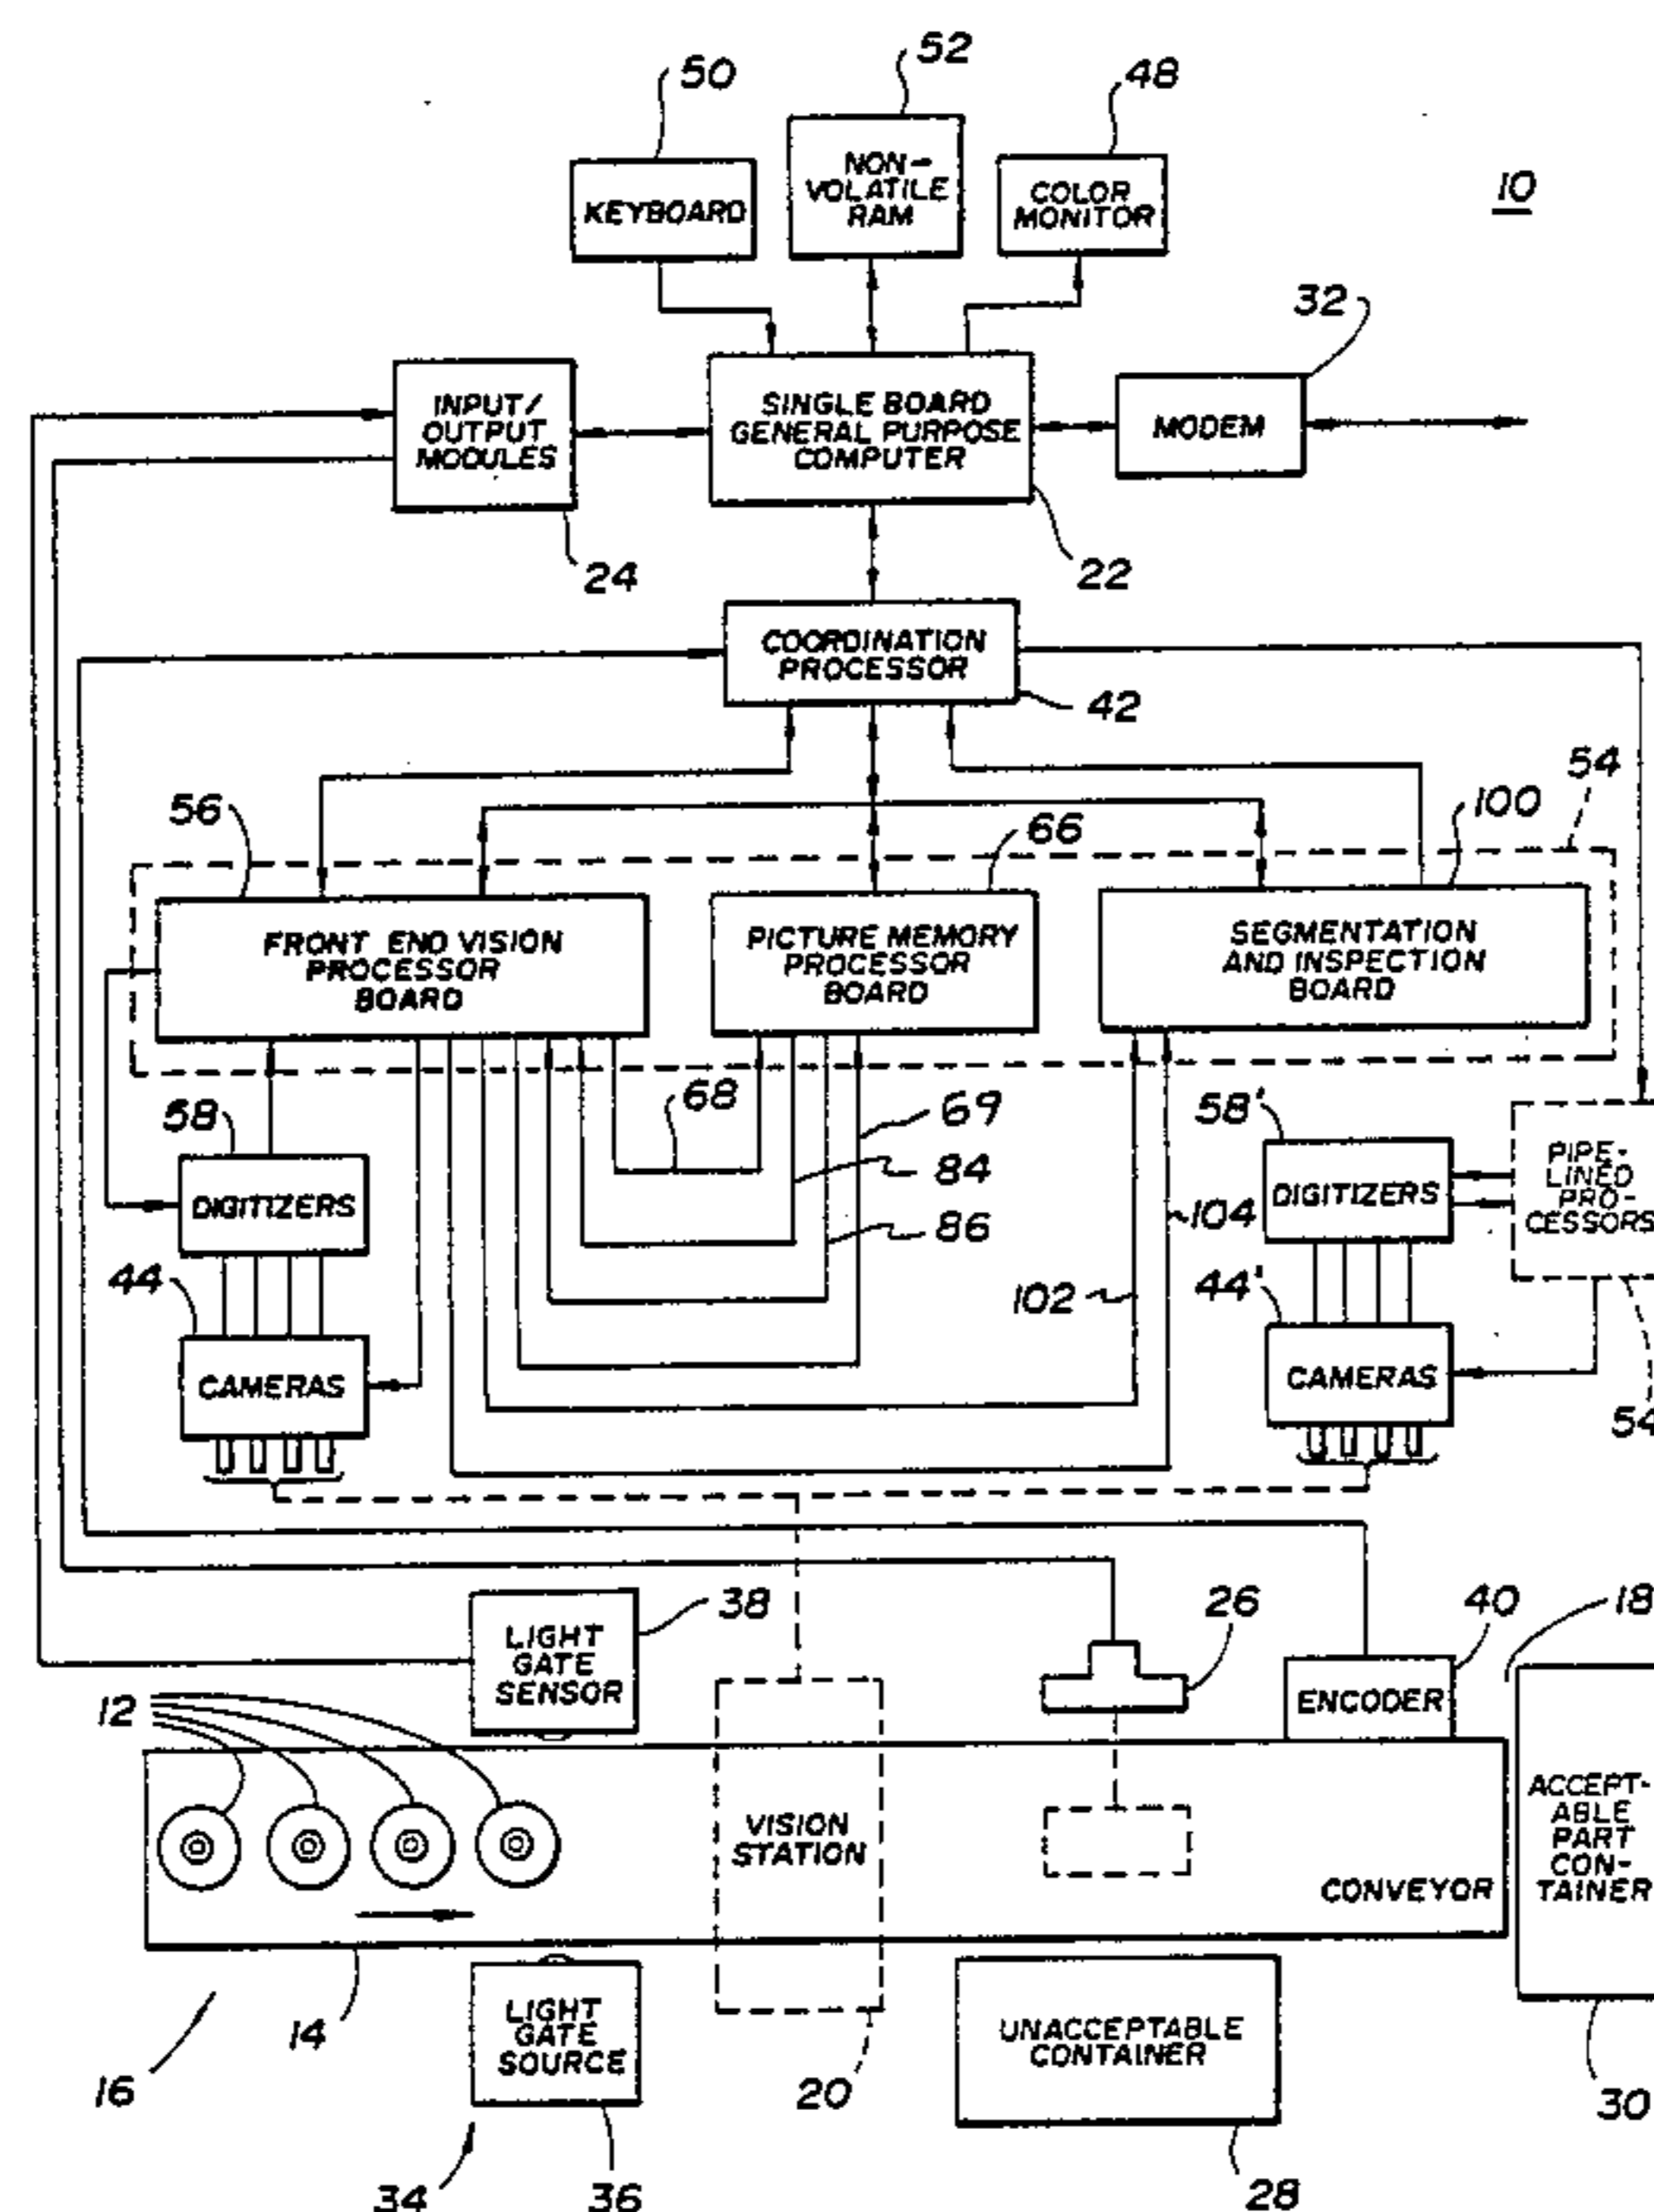 50
52
48
10
KEYBOARD
NON-
VOLATILE
RAM
COLOR
MONITOR
32
INPUT/
OUTPUT
MODULES
SINGLE BOARD
GENERAL PURPOSE
COMPUTER
MODEM
24
22
COORDINATION
PROCESSOR
42
54
56
66
100
FRONT END VISION
PROCESSOR
BOARD
PICTURE MEMORY
PROCESSOR
BOARD
SEGMENTATION
AND INSPECTION
BOARD
58
68
69
58'
DIGITIZERS
84
86
104
DIGITIZERS
PIPE-
LINED
PRO-
CESSORS
44
102
44'
CAMERAS
CAMERAS
54
38
26
40
18
LIGHT
GATE
SENSOR
12
ENCODER
VISION
STATION
CONVEYOR
ACCEPT-
ABLE
PART
CON-
TAINER
14
16
LIGHT
GATE
SOURCE
20
UNACCEPTABLE
CONTAINER
30
34
36
28